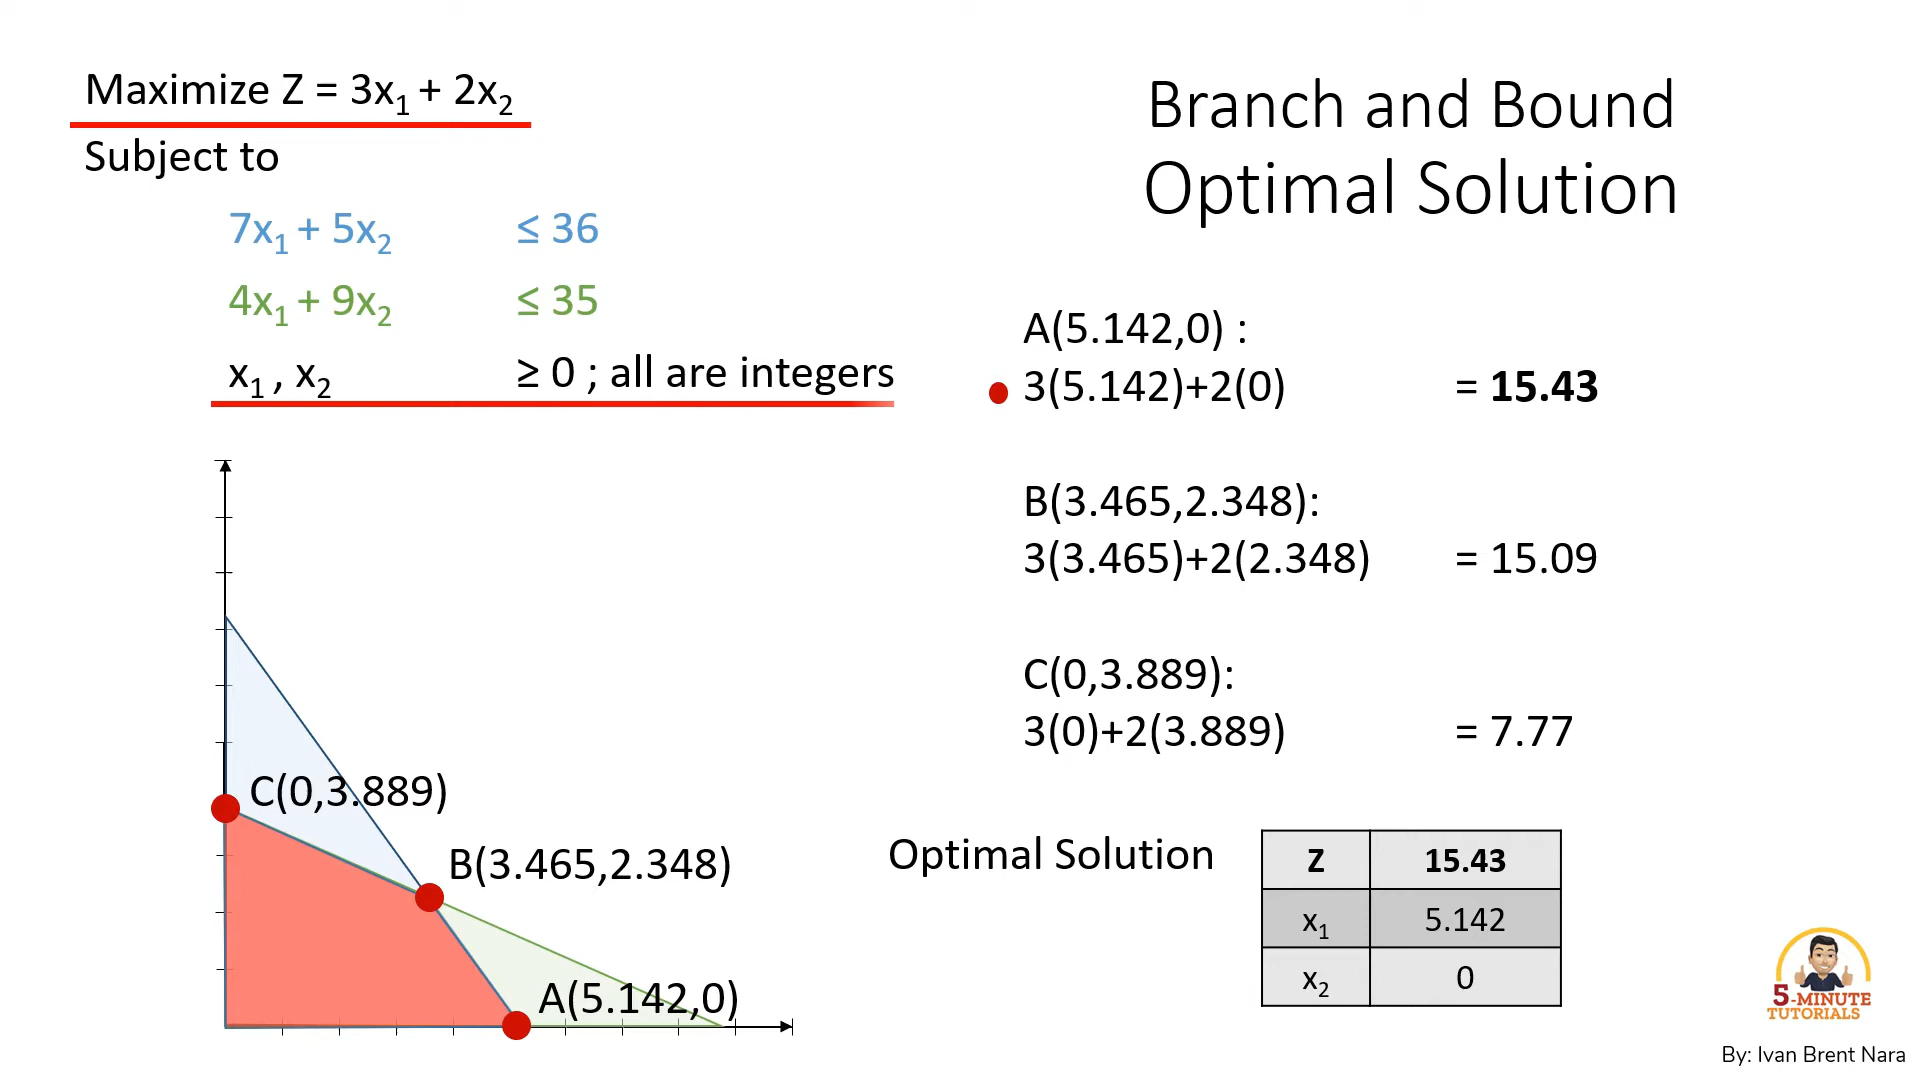 Maximize Z = 3x₁ + 2x₂
Subject to
7x₁ + 5x₂ ≤ 36
4x₁ + 9x₂ ≤ 35
x₁ , x₂ ≥ 0 ; all are integers
C(0,3.889)
B(3.465,2.348)
A(5.142,0)
Branch and Bound
Optimal Solution
A(5.142,0) :
3(5.142)+2(0) = 15.43
B(3.465,2.348):
3(3.465)+2(2.348) = 15.09
C(0,3.889):
3(0)+2(3.889) = 7.77
Optimal Solution
Z 15.43
x₁ 5.142
x₂ 0
5-MINUTE
TUTORIALS
By: Ivan Brent Nara